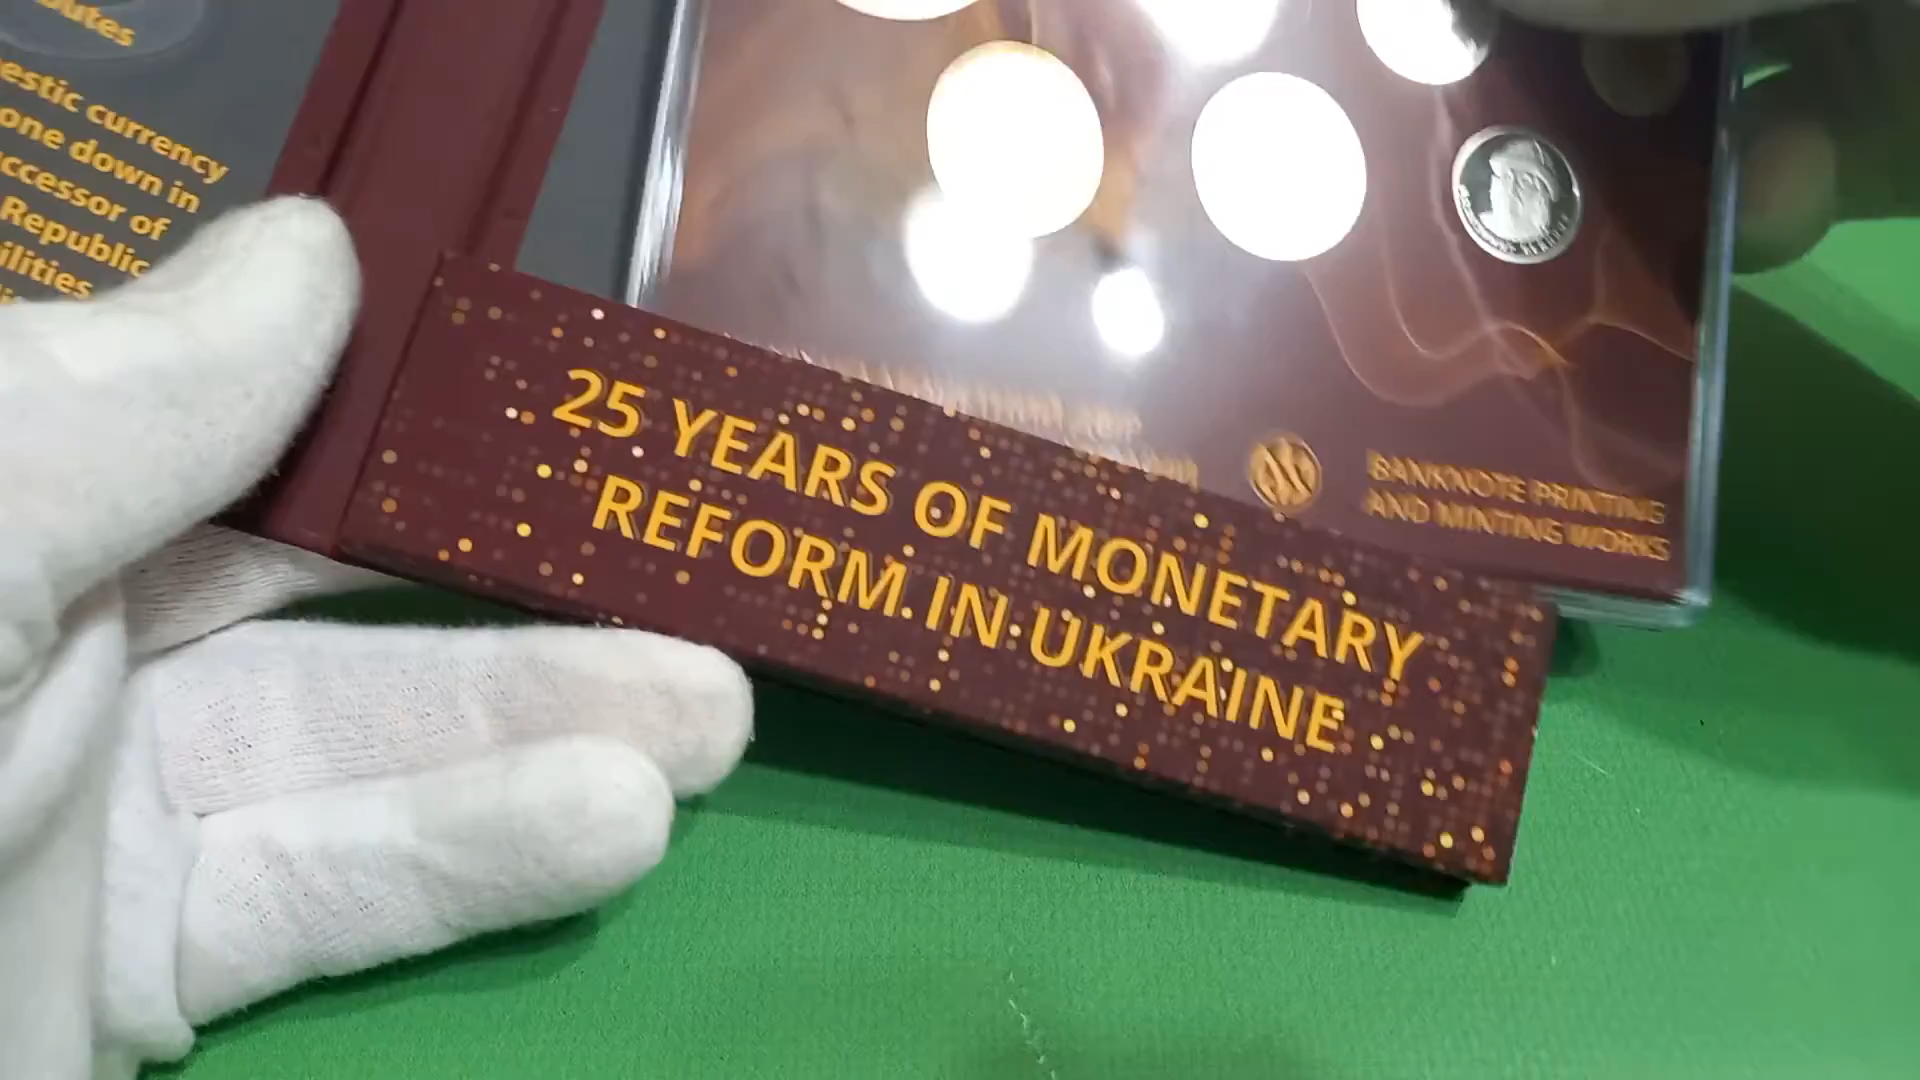 butes
estic currency
one down in
ccessor of
Republic
ilities
25 YEARS OF MONETARY
REFORM IN UKRAINE
BANKNOTE PRINTING
AND MINTING WORKS